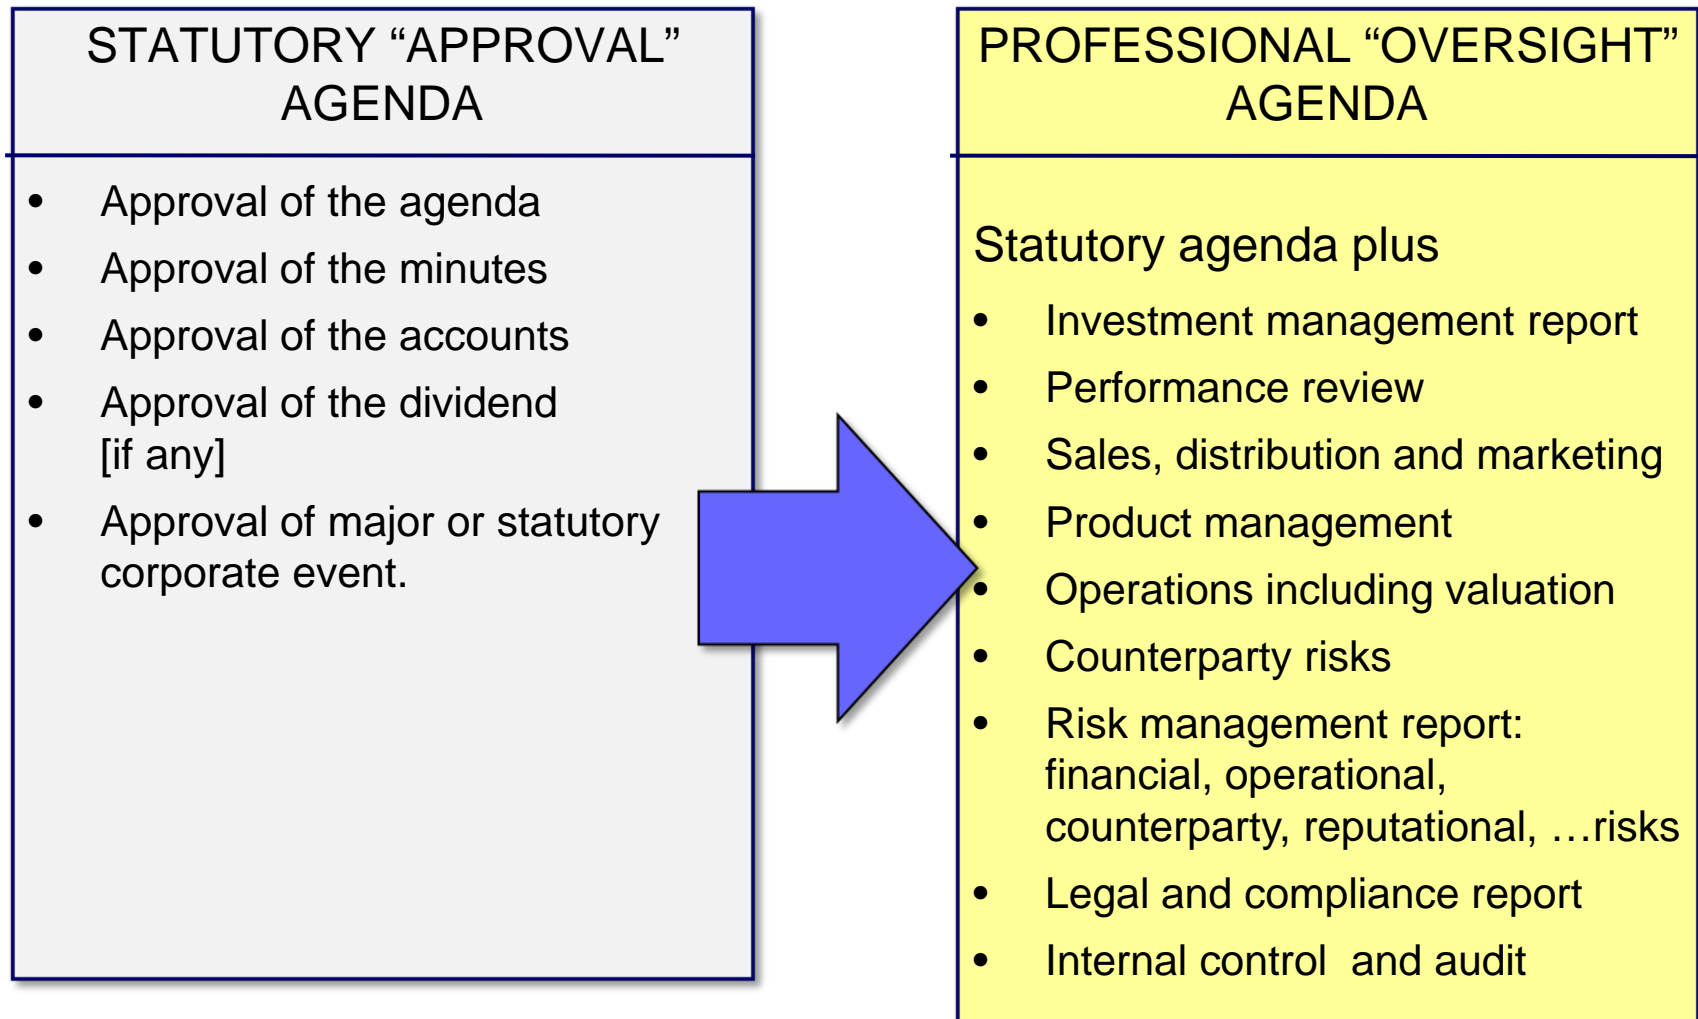 STATUTORY “APPROVAL”
AGENDA
• Approval of the agenda
• Approval of the minutes
• Approval of the accounts
• Approval of the dividend
[if any]
• Approval of major or statutory
corporate event.
PROFESSIONAL “OVERSIGHT”
AGENDA
Statutory agenda plus
• Investment management report
• Performance review
• Sales, distribution and marketing
• Product management
• Operations including valuation
• Counterparty risks
• Risk management report:
financial, operational,
counterparty, reputational, …risks
• Legal and compliance report
• Internal control  and audit